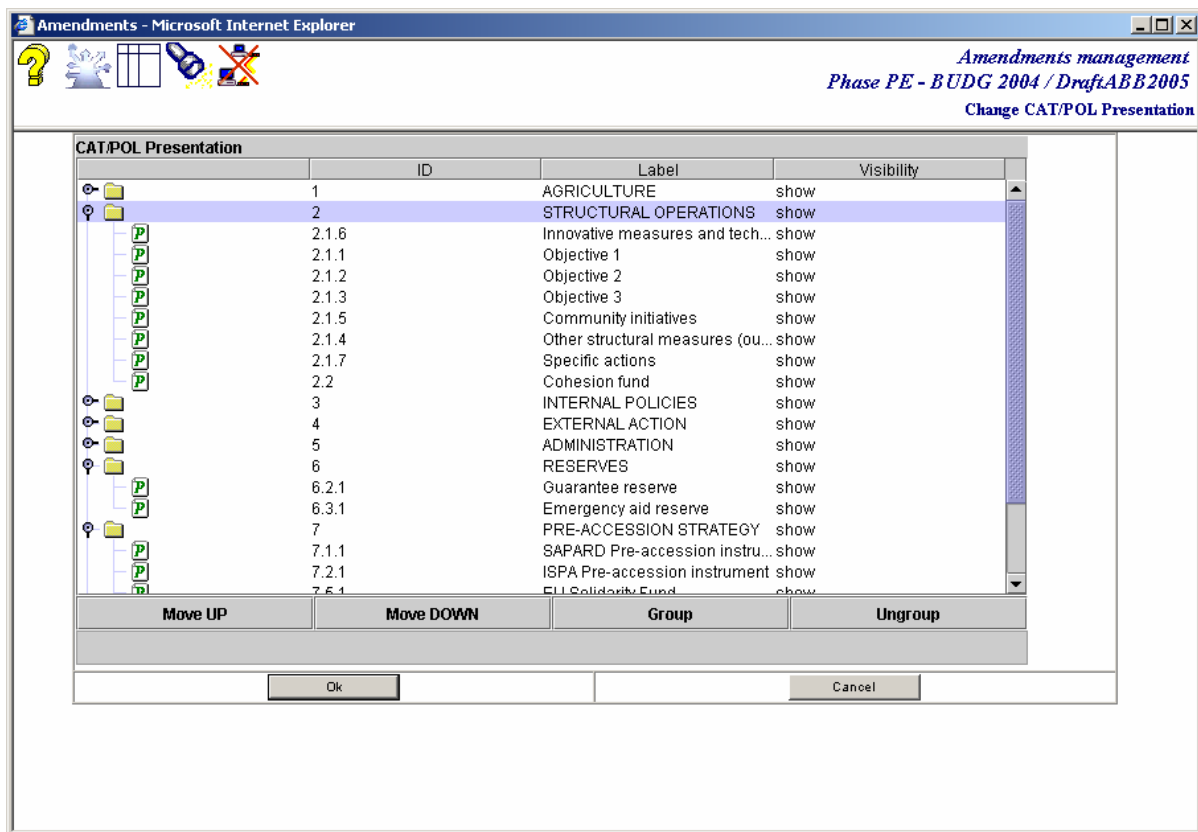 Amendments - Microsoft Internet Explorer
Amendments management
Phase PE - BUDG 2004 / DraftABB2005
Change CAT/POL Presentation
CAT/POL Presentation
ID Label Visibility
1 AGRICULTURE show
2 STRUCTURAL OPERATIONS show
P 2.1.6 Innovative measures and tech... show
P 2.1.1 Objective 1 show
P 2.1.2 Objective 2 show
P 2.1.3 Objective 3 show
P 2.1.5 Community initiatives show
P 2.1.4 Other structural measures (ou... show
P 2.1.7 Specific actions show
P 2.2 Cohesion fund show
3 INTERNAL POLICIES show
4 EXTERNAL ACTION show
5 ADMINISTRATION show
6 RESERVES show
P 6.2.1 Guarantee reserve show
P 6.3.1 Emergency aid reserve show
7 PRE-ACCESSION STRATEGY show
P 7.1.1 SAPARD Pre-accession instru... show
P 7.2.1 ISPA Pre-accession instrument show
P 7.6.1 EU Solidarity Fund show
Move UP Move DOWN Group Ungroup
Ok Cancel